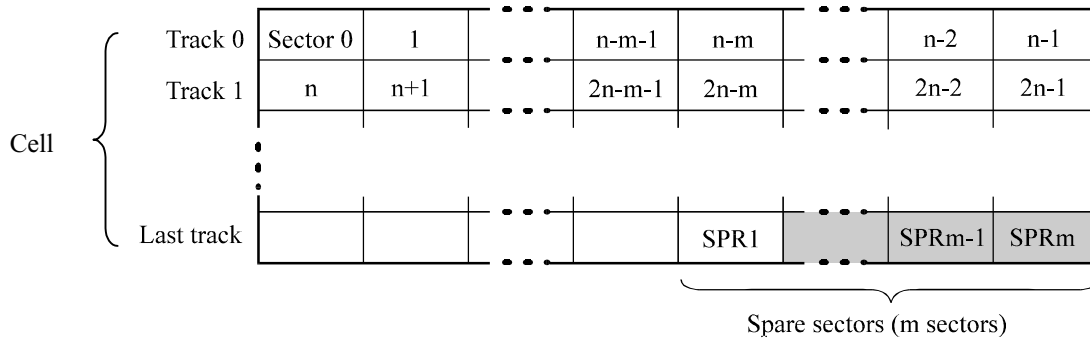 Track 0 Sector 0 1 n-m-1 n-m n-2 n-1
Track 1 n n+1 2n-m-1 2n-m 2n-2 2n-1
Cell
Last track SPR1 SPRm-1 SPRm
Spare sectors (m sectors)